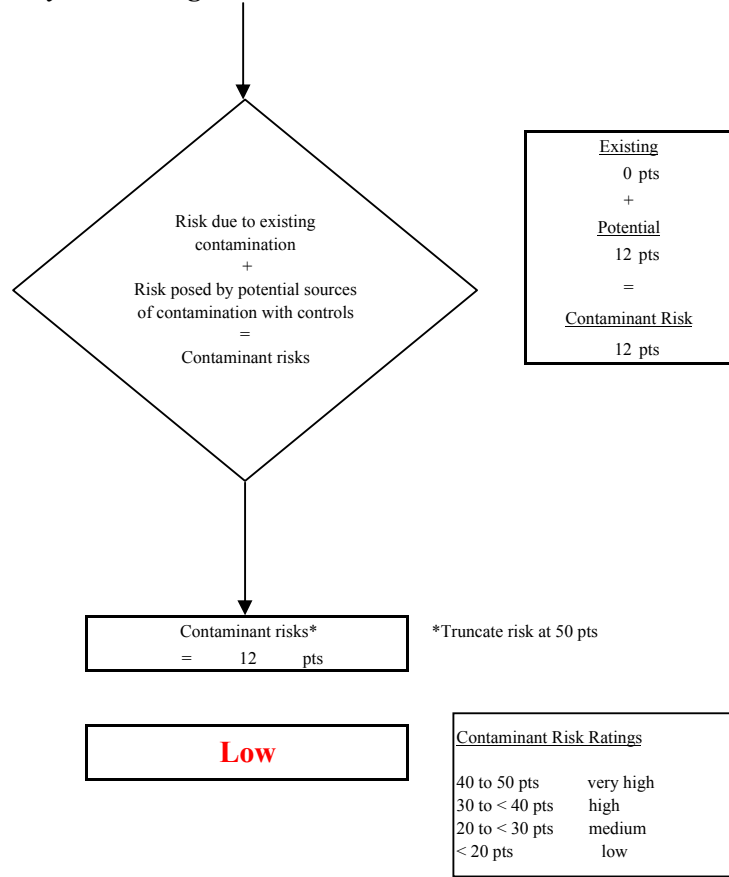 Risk due to existing
contamination
+
Risk posed by potential sources
of contamination with controls
=
Contaminant risks
Existing
0 pts
+
Potential
12 pts
=
Contaminant Risk
12 pts
Contaminant risks*
= 12 pts
*Truncate risk at 50 pts
Low
Contaminant Risk Ratings
40 to 50 pts very high
30 to < 40 pts high
20 to < 30 pts medium
< 20 pts low